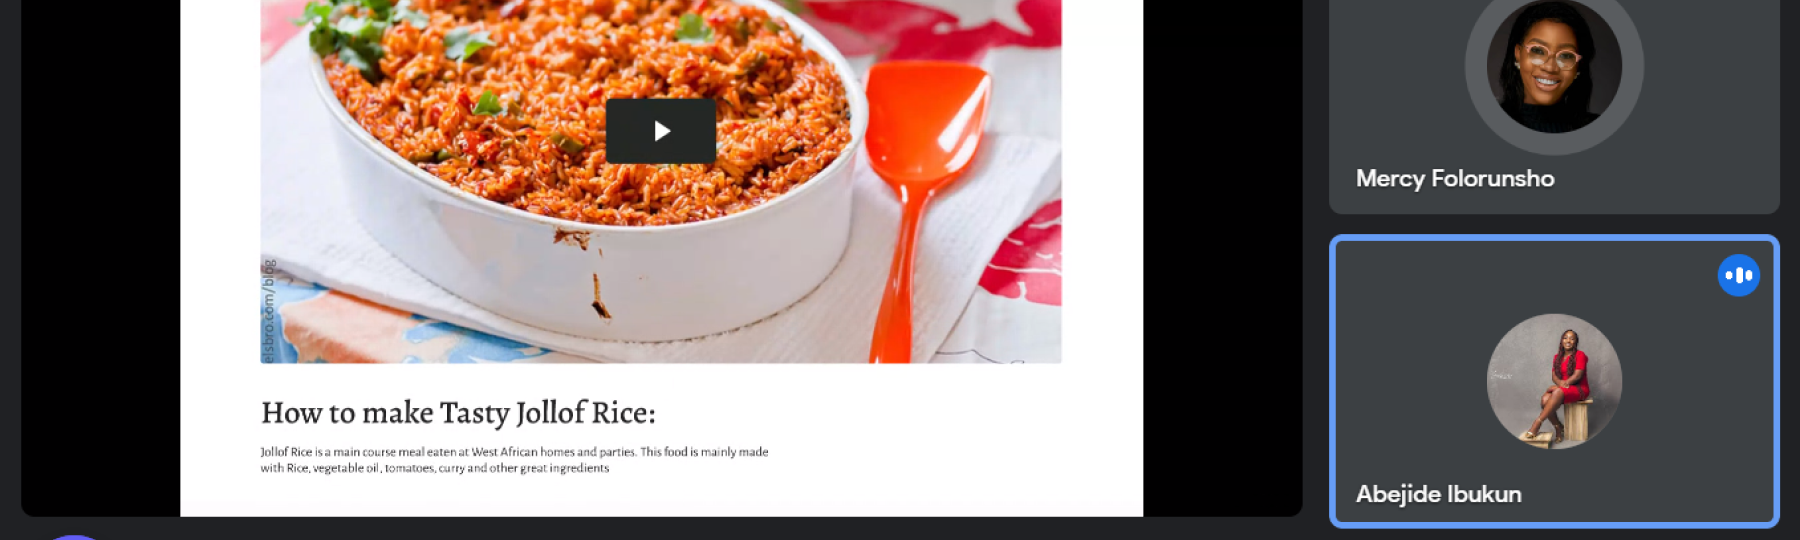 elsbro.com/blog
How to make Tasty Jollof Rice:
Jollof Rice is a main course meal eaten at West African homes and parties. This food is mainly made
with Rice, vegetable oil, tomatoes, curry and other great ingredients
Mercy Folorunsho
Abejide Ibukun